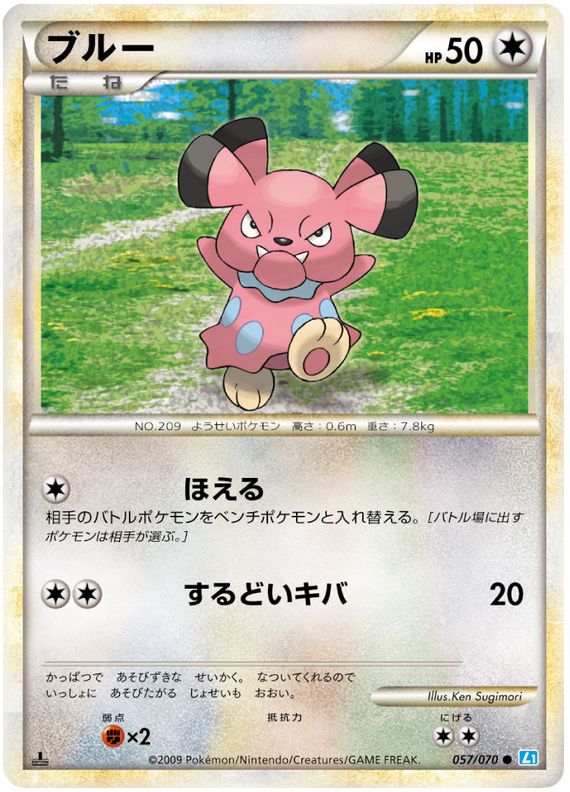 ブルー
HP50
たね
NO.209 ようせいポケモン 高さ：0.6m 重さ：7.8kg
ほえる
相手のバトルポケモンをベンチポケモンと入れ替える。［バトル場に出す
ポケモンは相手が選ぶ。］
するどいキバ 20
かっぱつで あそびずきな せいかく。なついてくれるので
いっしょに あそびたがる じょせいも おおい。
Illus.Ken Sugimori
弱点 抵抗力 にげる
×2
1 EDITION ©2009 Pokémon/Nintendo/Creatures/GAME FREAK. 057/070 ● L1